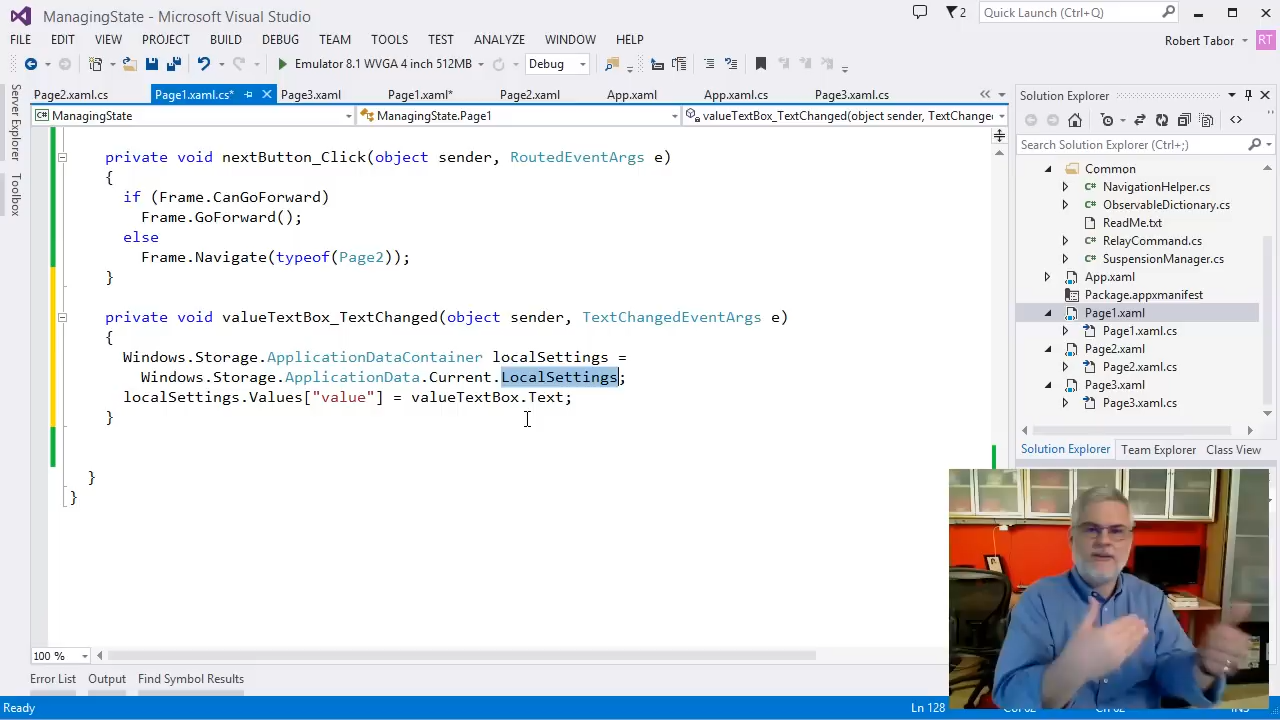 ManagingState - Microsoft Visual Studio
2
Quick Launch (Ctrl+Q)
FILE EDIT VIEW PROJECT BUILD DEBUG TEAM TOOLS TEST ANALYZE WINDOW HELP
Robert Tabor RT
Emulator 8.1 WVGA 4 inch 512MB Debug
Page2.xaml.cs Page1.xaml.cs* Page3.xaml Page1.xaml* Page2.xaml App.xaml App.xaml.cs Page3.xaml.cs
ManagingState ManagingState.Page1 valueTextBox_TextChanged(object sender, TextChange
Server Explorer
Toolbox
private void nextButton_Click(object sender, RoutedEventArgs e)
{
if (Frame.CanGoForward)
Frame.GoForward();
else
Frame.Navigate(typeof(Page2));
}
private void valueTextBox_TextChanged(object sender, TextChangedEventArgs e)
{
Windows.Storage.ApplicationDataContainer localSettings =
Windows.Storage.ApplicationData.Current.LocalSettings;
localSettings.Values["value"] = valueTextBox.Text;
}
}
}
100 %
Error List Output Find Symbol Results
Ready
Ln 128
Solution Explorer
Search Solution Explorer (Ctrl+;)
Common
C# NavigationHelper.cs
C# ObservableDictionary.cs
ReadMe.txt
C# RelayCommand.cs
C# SuspensionManager.cs
App.xaml
Package.appxmanifest
Page1.xaml
Page1.xaml.cs
Page2.xaml
Page2.xaml.cs
Page3.xaml
Page3.xaml.cs
Solution Explorer Team Explorer Class View